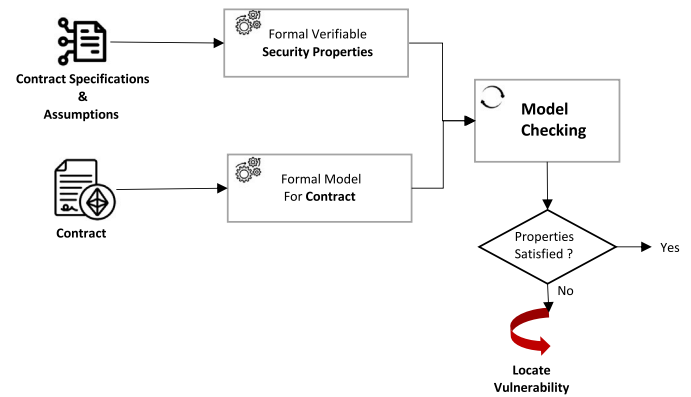 Formal Verifiable
Security Properties
Contract Specifications
&
Assumptions
Model
Checking
Formal Model
For Contract
Contract
Properties
Satisfied ?
Yes
No
Locate
Vulnerability